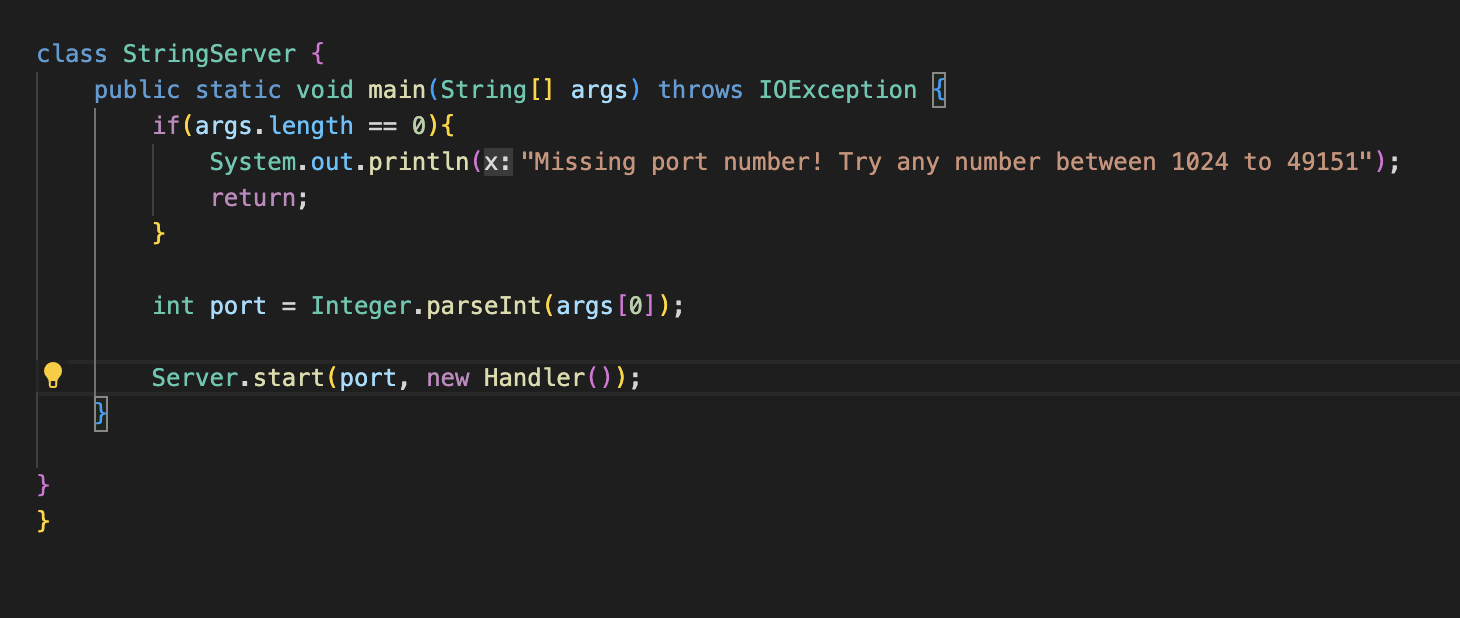 class StringServer {
    public static void main(String[] args) throws IOException {
        if(args.length == 0){
            System.out.println(x: "Missing port number! Try any number between 1024 to 49151");
            return;
        }
        int port = Integer.parseInt(args[0]);
        Server.start(port, new Handler());
    }
}
}